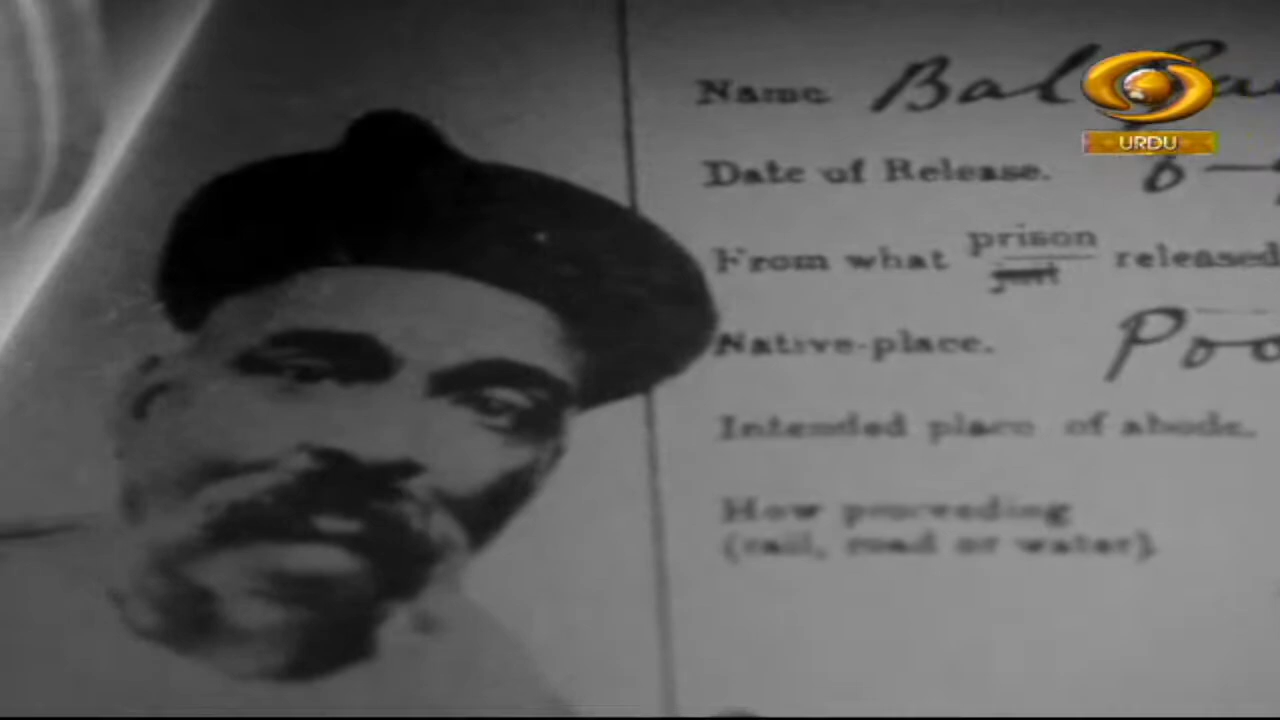 Name Bal
Date of Release. 6-
From what prison released
Native-place. Poo
Intended place of abode.
How proceeding
(rail, road or water).
URDU